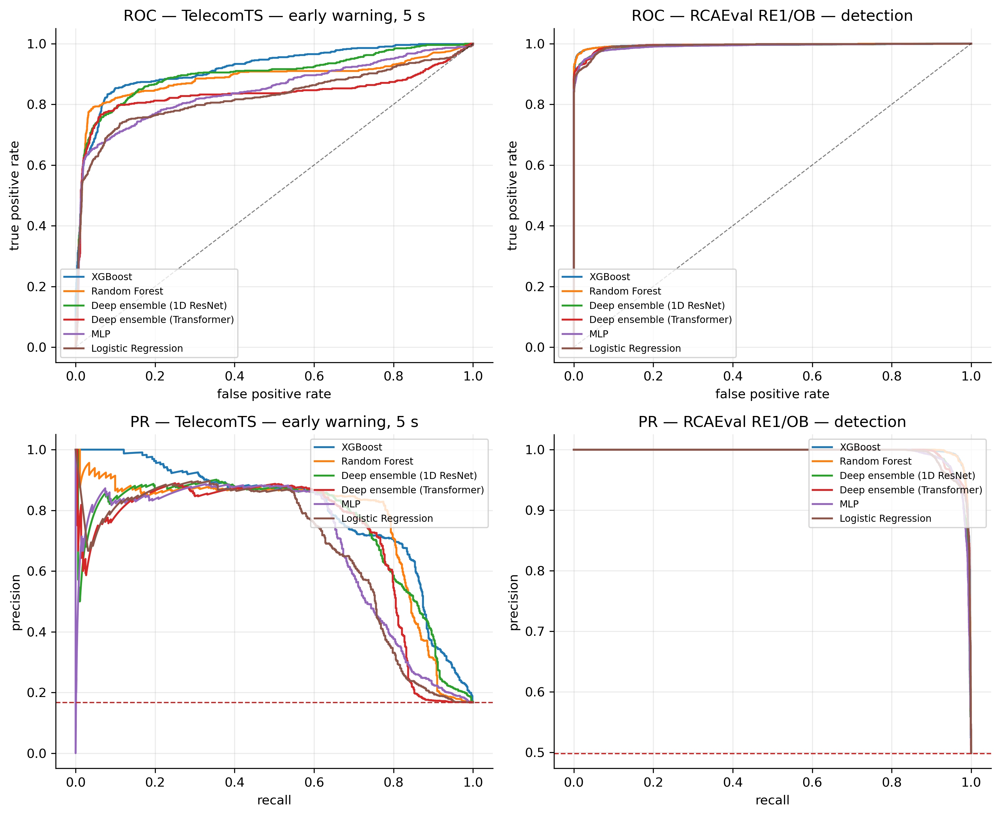 ROC — TelecomTS — early warning, 5 s
1.0
0.8
0.6
0.4
0.2
0.0
true positive rate
XGBoost
Random Forest
Deep ensemble (1D ResNet)
Deep ensemble (Transformer)
MLP
Logistic Regression
0.0 0.2 0.4 0.6 0.8 1.0
false positive rate
ROC — RCAEval RE1/OB — detection
1.0
0.8
0.6
0.4
0.2
0.0
true positive rate
XGBoost
Random Forest
Deep ensemble (1D ResNet)
Deep ensemble (Transformer)
MLP
Logistic Regression
0.0 0.2 0.4 0.6 0.8 1.0
false positive rate
PR — TelecomTS — early warning, 5 s
1.0
0.8
0.6
0.4
0.2
0.0
precision
XGBoost
Random Forest
Deep ensemble (1D ResNet)
Deep ensemble (Transformer)
MLP
Logistic Regression
0.0 0.2 0.4 0.6 0.8 1.0
recall
PR — RCAEval RE1/OB — detection
1.0
0.9
0.8
0.7
0.6
0.5
precision
XGBoost
Random Forest
Deep ensemble (1D ResNet)
Deep ensemble (Transformer)
MLP
Logistic Regression
0.0 0.2 0.4 0.6 0.8 1.0
recall